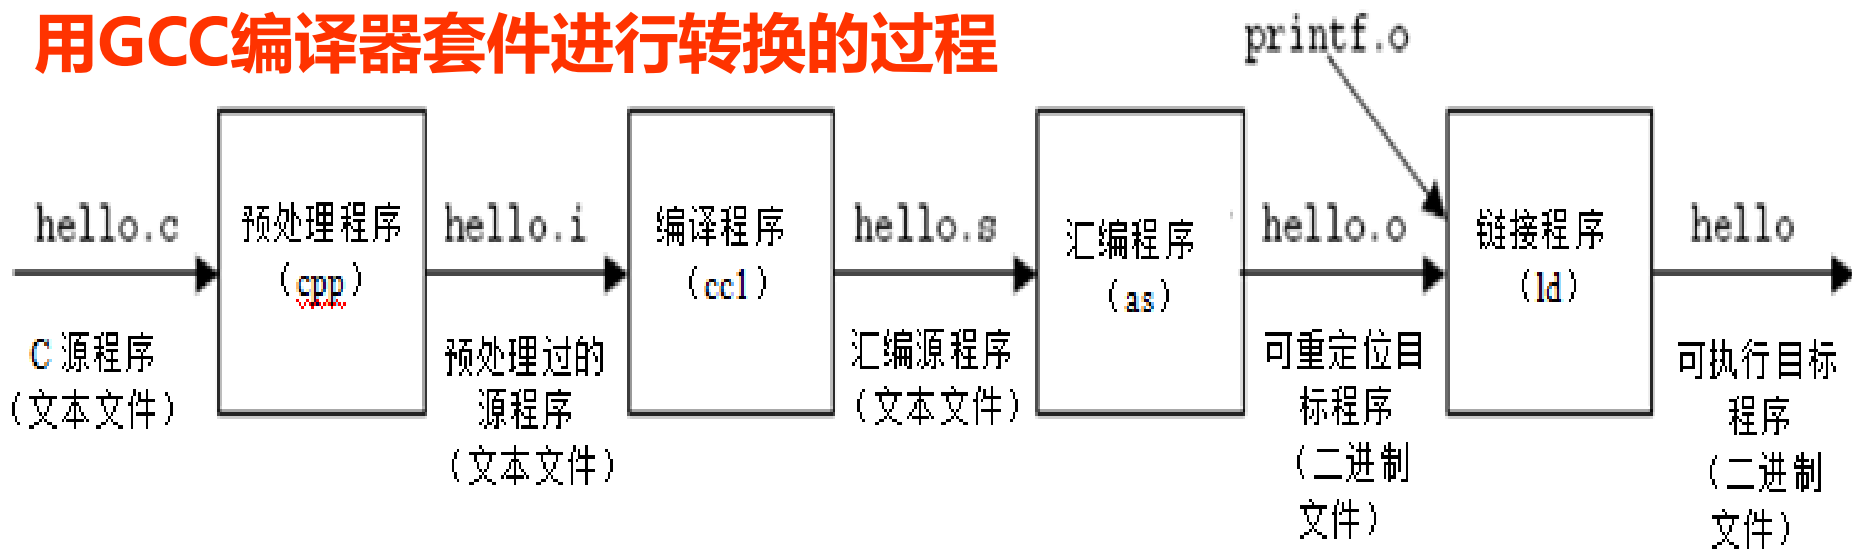 用GCC编译器套件进行转换的过程
printf.o
hello.c
C 源程序
（文本文件）
预处理程序
（cpp）
hello.i
预处理过的
源程序
（文本文件）
编译程序
（cc1）
hello.s
汇编源程序
（文本文件）
汇编程序
（as）
hello.o
可重定位目
标程序
（二进制
文件）
链接程序
（ld）
hello
可执行目标
程序
（二进制
文件）